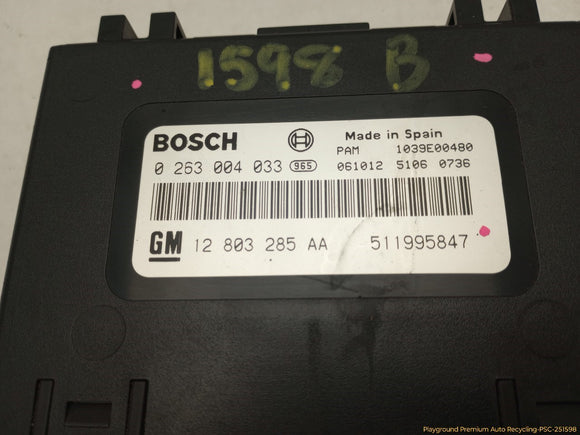 1598 B
BOSCH Made in Spain
PAM 1039E00480
0 263 004 033 965 061012 5106 0736
GM 12 803 285 AA 511995847
Playground Premium Auto Recycling-PSC-251598